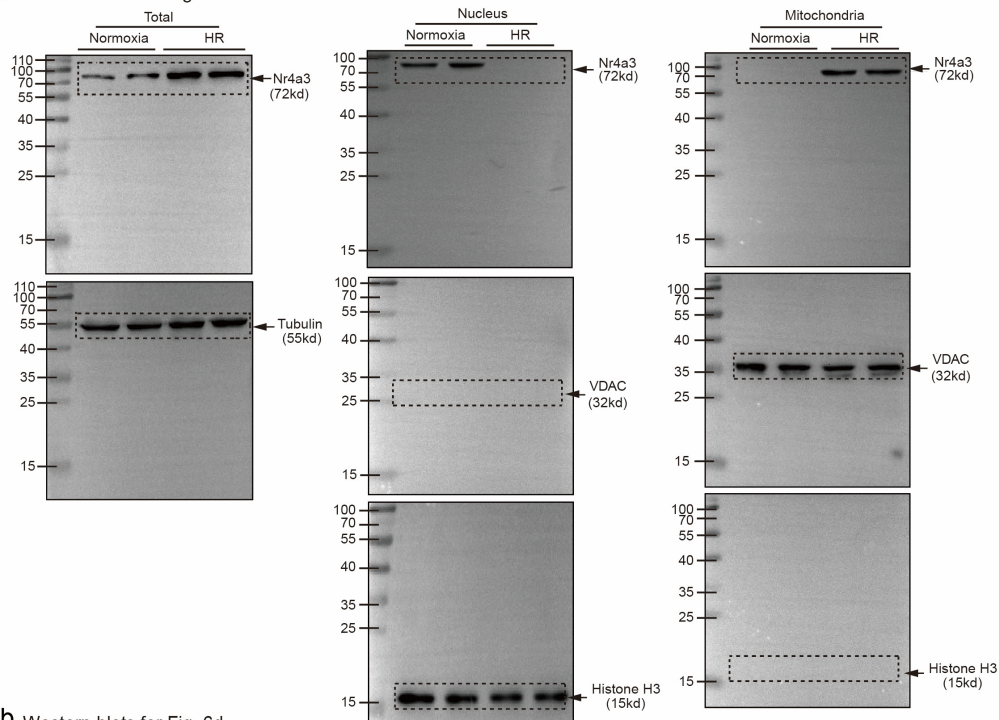 Total
Normoxia HR
110
100
70
55
40
35
25
15
Nr4a3
(72kd)
110
100
70
55
40
35
25
15
Tubulin
(55kd)
Nucleus
Normoxia HR
100
70
55
40
35
25
15
Nr4a3
(72kd)
100
70
55
40
35
25
15
VDAC
(32kd)
100
70
55
40
35
25
15
Histone H3
(15kd)
Mitochondria
Normoxia HR
100
70
55
40
35
25
15
Nr4a3
(72kd)
100
70
55
40
35
25
15
VDAC
(32kd)
100
70
55
40
35
25
15
Histone H3
(15kd)
b Western blots for Fig. 6d